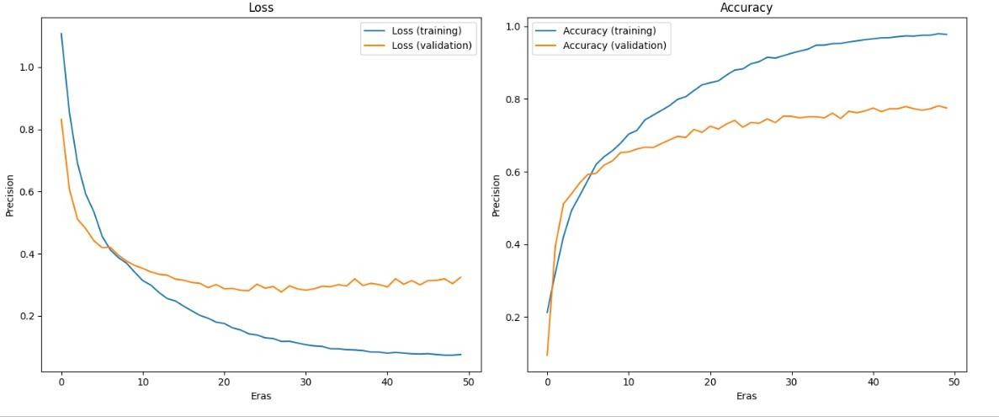 Loss
Loss (training)
Loss (validation)
Precision
1.0
0.8
0.6
0.4
0.2
0
10
20
30
40
50
Eras
Accuracy
Accuracy (training)
Accuracy (validation)
Precision
1.0
0.8
0.6
0.4
0.2
0
10
20
30
40
50
Eras